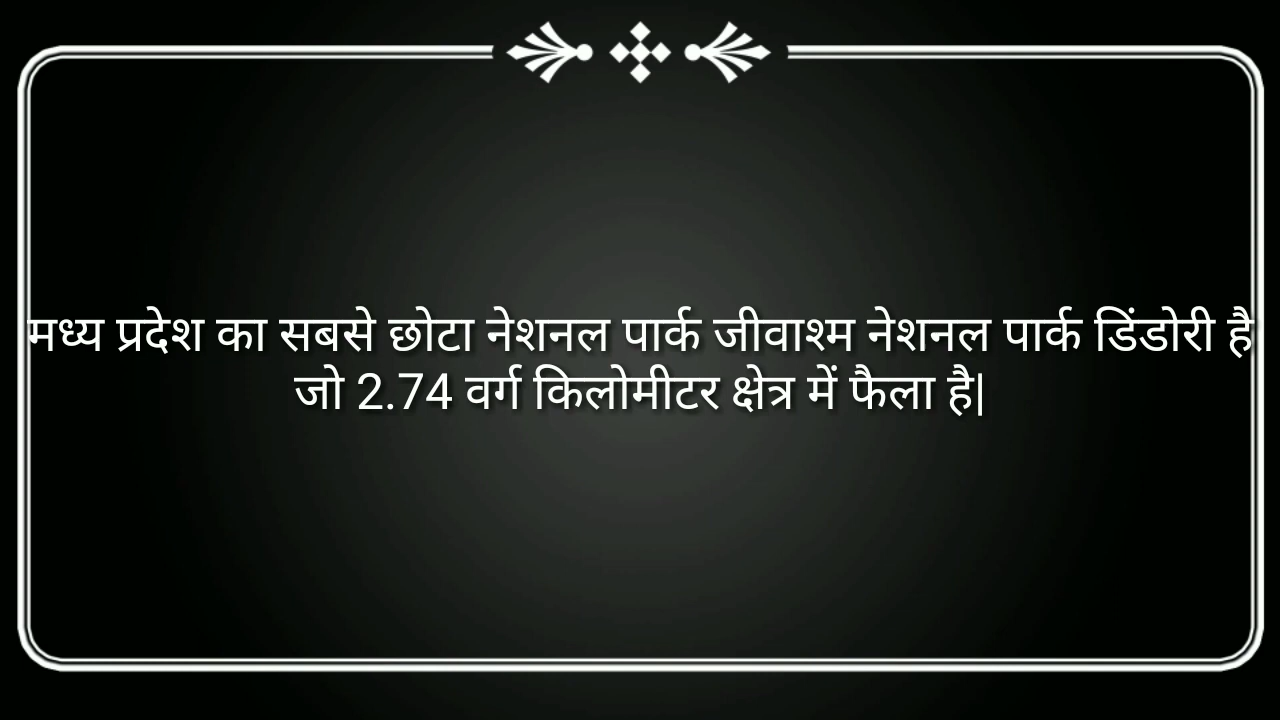 मध्य प्रदेश का सबसे छोटा नेशनल पार्क जीवाश्म नेशनल पार्क डिंडोरी है
जो 2.74 वर्ग किलोमीटर क्षेत्र में फैला है|